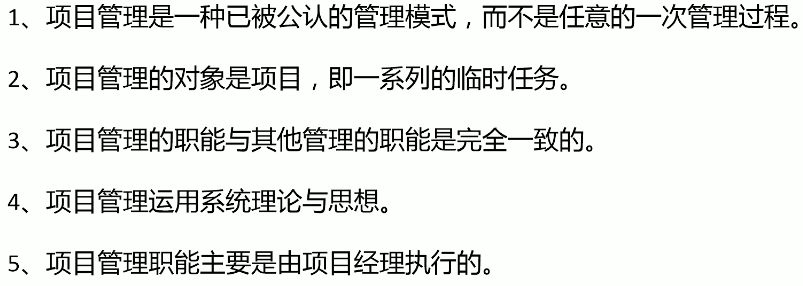 1、项目管理是一种已被公认的管理模式，而不是任意的一次管理过程。
2、项目管理的对象是项目，即一系列的临时任务。
3、项目管理的职能与其他管理的职能是完全一致的。
4、项目管理运用系统理论与思想。
5、项目管理职能主要是由项目经理执行的。